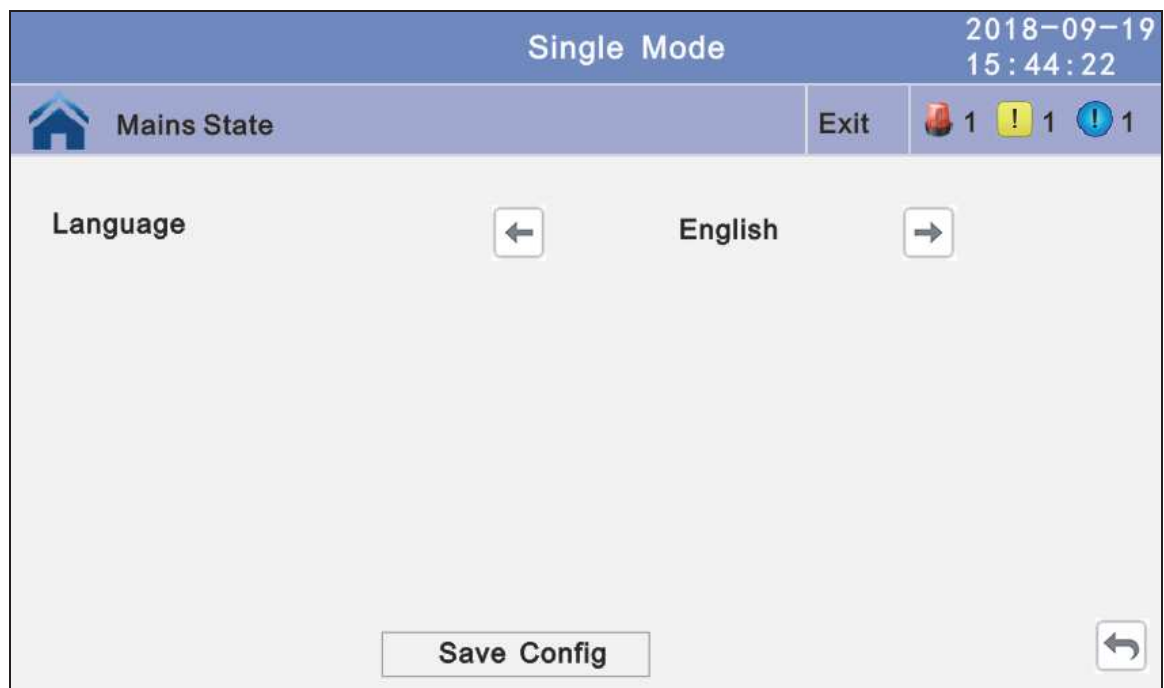 Single Mode
2018-09-19
15:44:22
Mains State
Exit
1
! 1
! 1
Language
English
Save Config